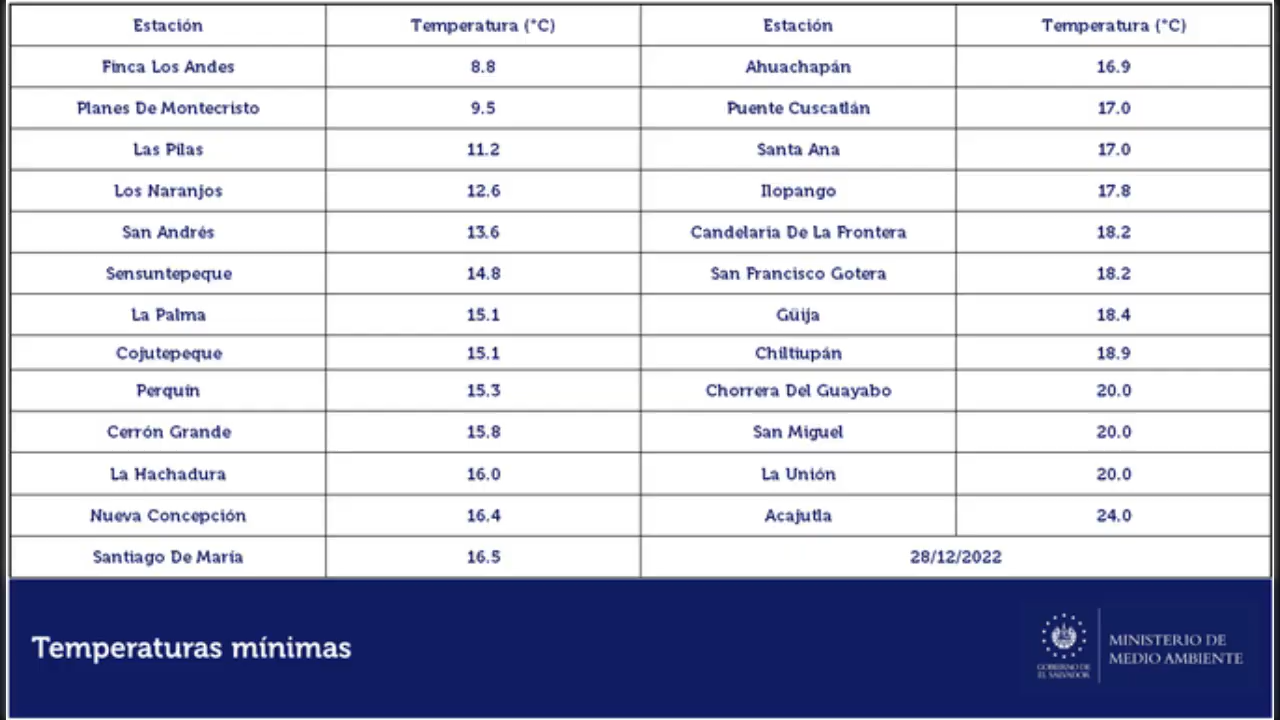 Estación Temperatura (°C) Estación Temperatura (°C)
Finca Los Andes 8.8 Ahuachapán 16.9
Planes De Montecristo 9.5 Puente Cuscatlán 17.0
Las Pilas 11.2 Santa Ana 17.0
Los Naranjos 12.6 Ilopango 17.8
San Andrés 13.6 Candelaria De La Frontera 18.2
Sensuntepeque 14.8 San Francisco Gotera 18.2
La Palma 15.1 Güija 18.4
Cojutepeque 15.1 Chiltiupán 18.9
Perquín 15.3 Chorrera Del Guayabo 20.0
Cerrón Grande 15.8 San Miguel 20.0
La Hachadura 16.0 La Unión 20.0
Nueva Concepción 16.4 Acajutla 24.0
Santiago De María 16.5 28/12/2022
Temperaturas mínimas
GOBIERNO DE
EL SALVADOR
MINISTERIO DE
MEDIO AMBIENTE